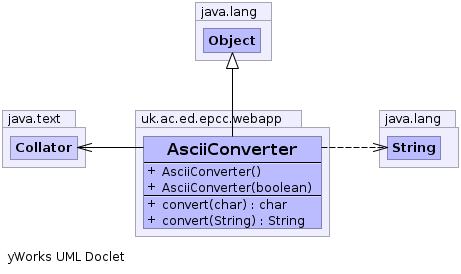 java.lang
Object
java.text
Collator
uk.ac.ed.epcc.webapp
AsciiConverter
+ AsciiConverter()
+ AsciiConverter(boolean)
+ convert(char) : char
+ convert(String) : String
java.lang
String
yWorks UML Doclet